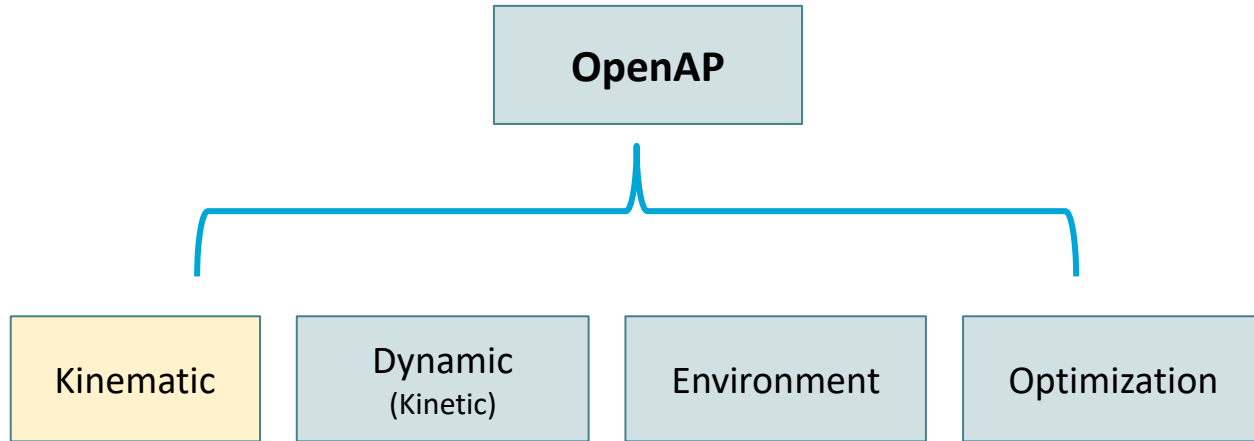 OpenAP
Kinematic
Dynamic
(Kinetic)
Environment
Optimization